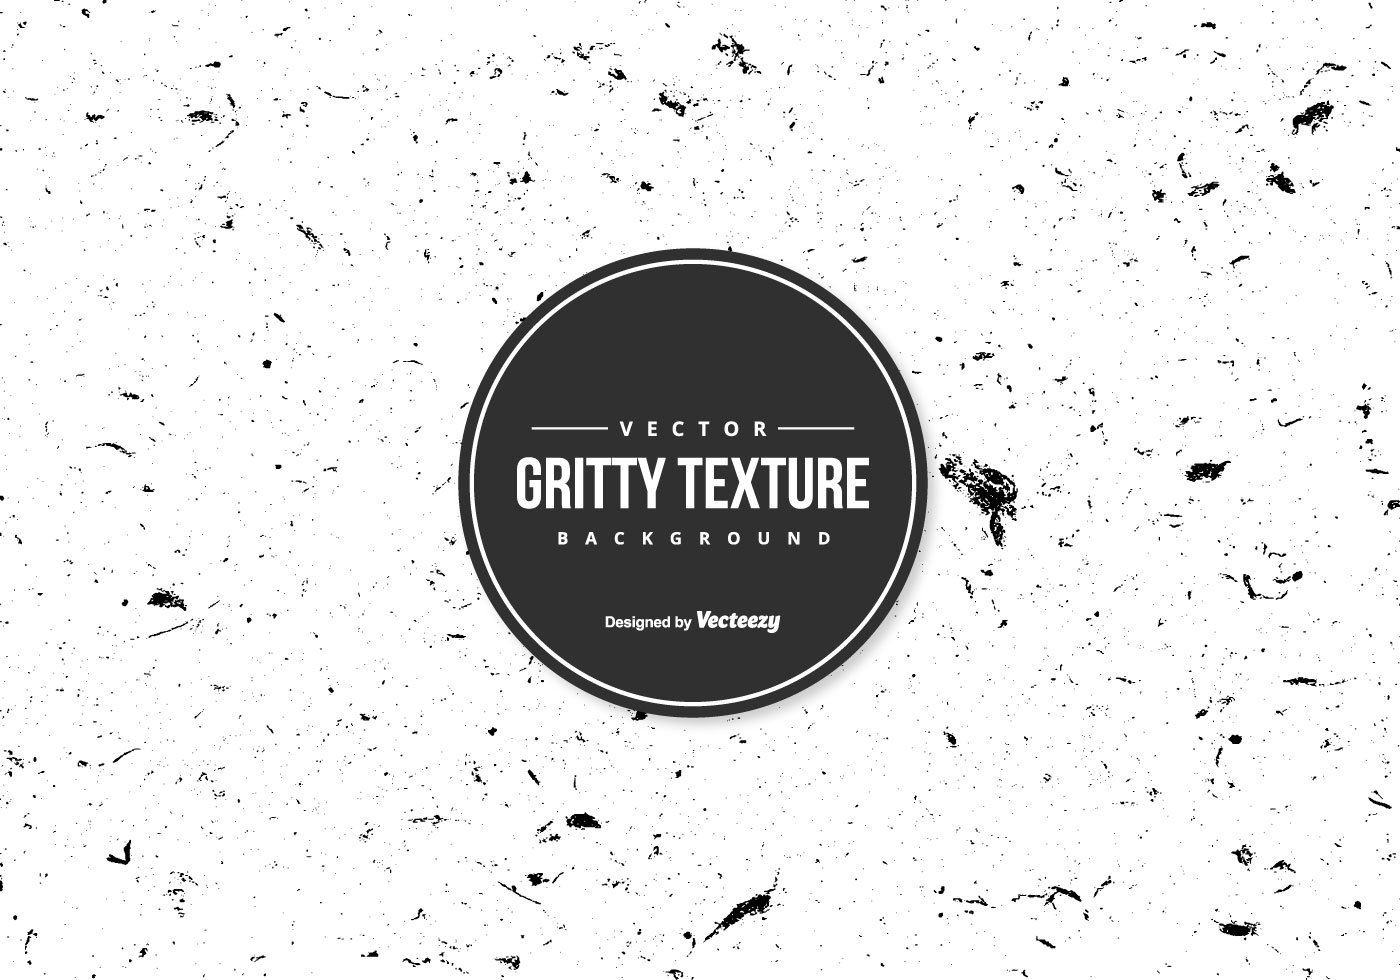 VECTOR
GRITTY TEXTURE
BACKGROUND
Designed by Vecteezy